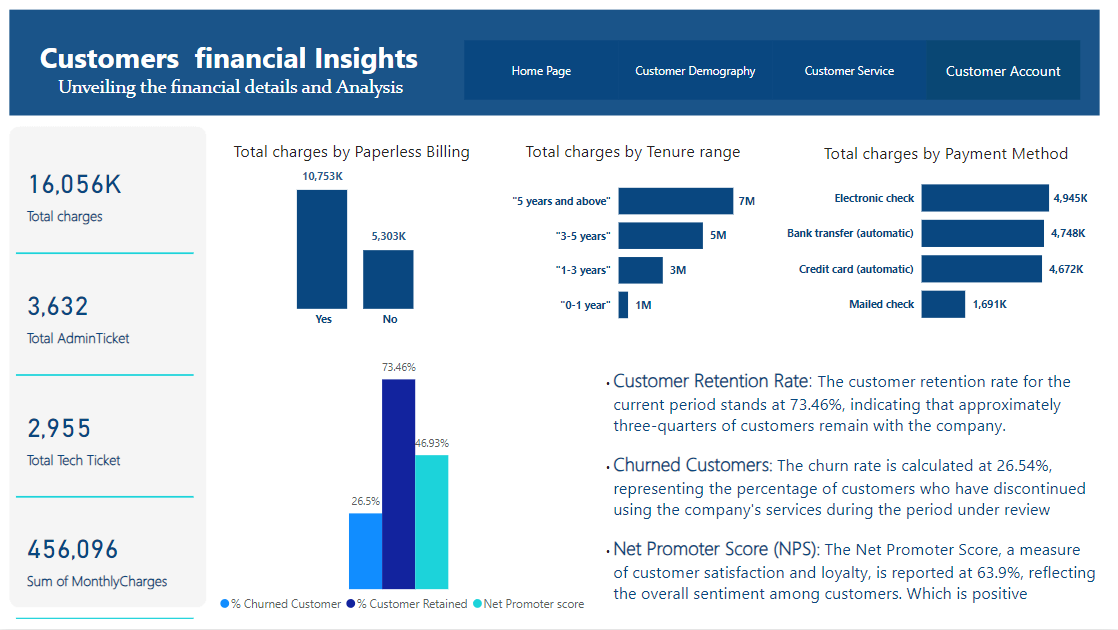 Customers  financial Insights
Unveiling the financial details and Analysis
Home Page
Customer Demography
Customer Service
Customer Account
16,056K
Total charges
3,632
Total AdminTicket
2,955
Total Tech Ticket
456,096
Sum of MonthlyCharges
Total charges by Paperless Billing
10,753K
5,303K
Yes
No
Total charges by Tenure range
"5 years and above"
7M
"3-5 years"
5M
"1-3 years"
3M
"0-1 year"
1M
Total charges by Payment Method
Electronic check
4,945K
Bank transfer (automatic)
4,748K
Credit card (automatic)
4,672K
Mailed check
1,691K
73.46%
46.93%
26.5%
% Churned Customer
% Customer Retained
Net Promoter score
• Customer Retention Rate: The customer retention rate for the
current period stands at 73.46%, indicating that approximately
three-quarters of customers remain with the company.
• Churned Customers: The churn rate is calculated at 26.54%,
representing the percentage of customers who have discontinued
using the company's services during the period under review
• Net Promoter Score (NPS): The Net Promoter Score, a measure
of customer satisfaction and loyalty, is reported at 63.9%, reflecting
the overall sentiment among customers. Which is positive